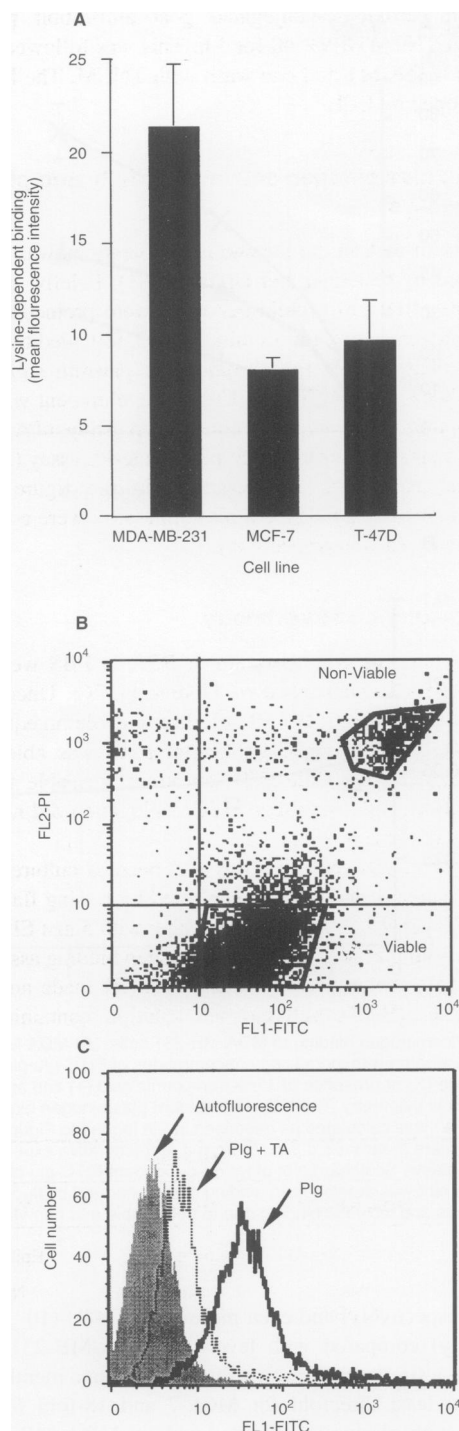 A
Lysine-dependent binding
(mean flourescence intensity)
25
20
15
10
5
0
MDA-MB-231 MCF-7 T-47D
Cell line
B
FL2-PI
10⁴
10³
10²
10
0
Non-Viable
Viable
0 10 10² 10³ 10⁴
FL1-FITC
C
Cell number
100
80
60
40
20
0
Autofluorescence
Plg + TA
Plg
0 10 10² 10³ 10⁴
FL1-FITC